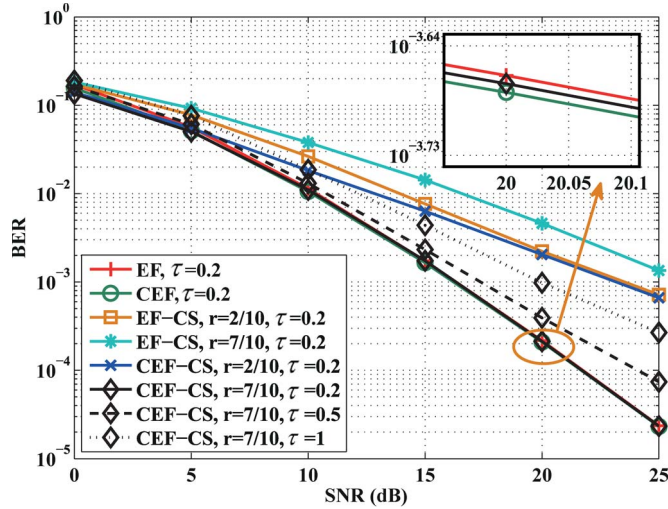 10^0
10^−1
10^−2
10^−3
10^−4
10^−5
BER
10^−3.64
10^−3.73
20 20.05 20.1
EF, τ=0.2
CEF, τ=0.2
EF−CS, r=2/10, τ=0.2
EF−CS, r=7/10, τ=0.2
CEF−CS, r=2/10, τ=0.2
CEF−CS, r=7/10, τ=0.2
CEF−CS, r=7/10, τ=0.5
CEF−CS, r=7/10, τ=1
0 5 10 15 20 25
SNR (dB)